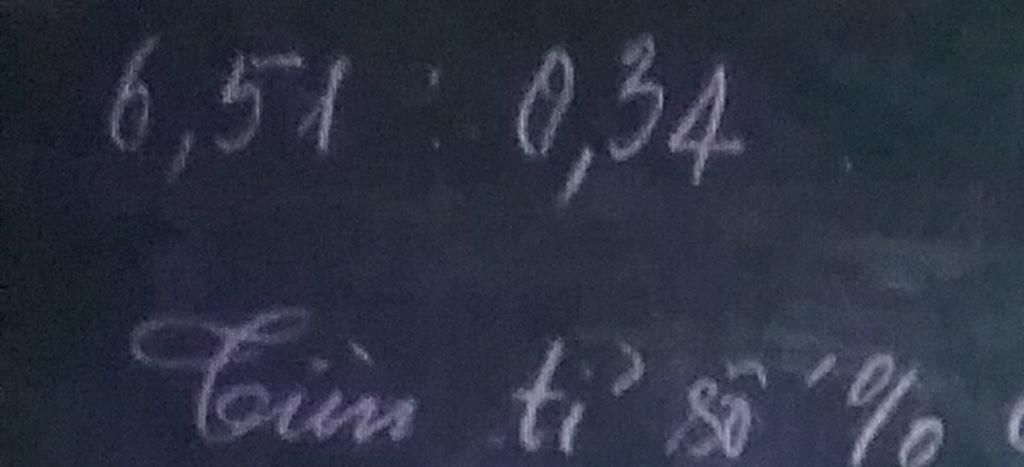 6,51 : 0,34
Tìm tỉ số %